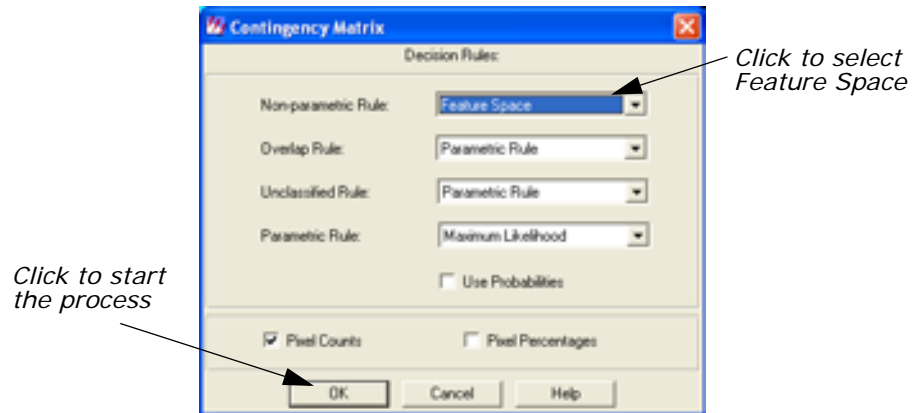 Contingency Matrix
Decision Rules:
Click to select
Feature Space
Non-parametric Rule: Feature Space
Overlap Rule: Parametric Rule
Unclassified Rule: Parametric Rule
Parametric Rule: Maximum Likelihood
Click to start
the process
Use Probabilities
Pixel Counts Pixel Percentages
OK Cancel Help